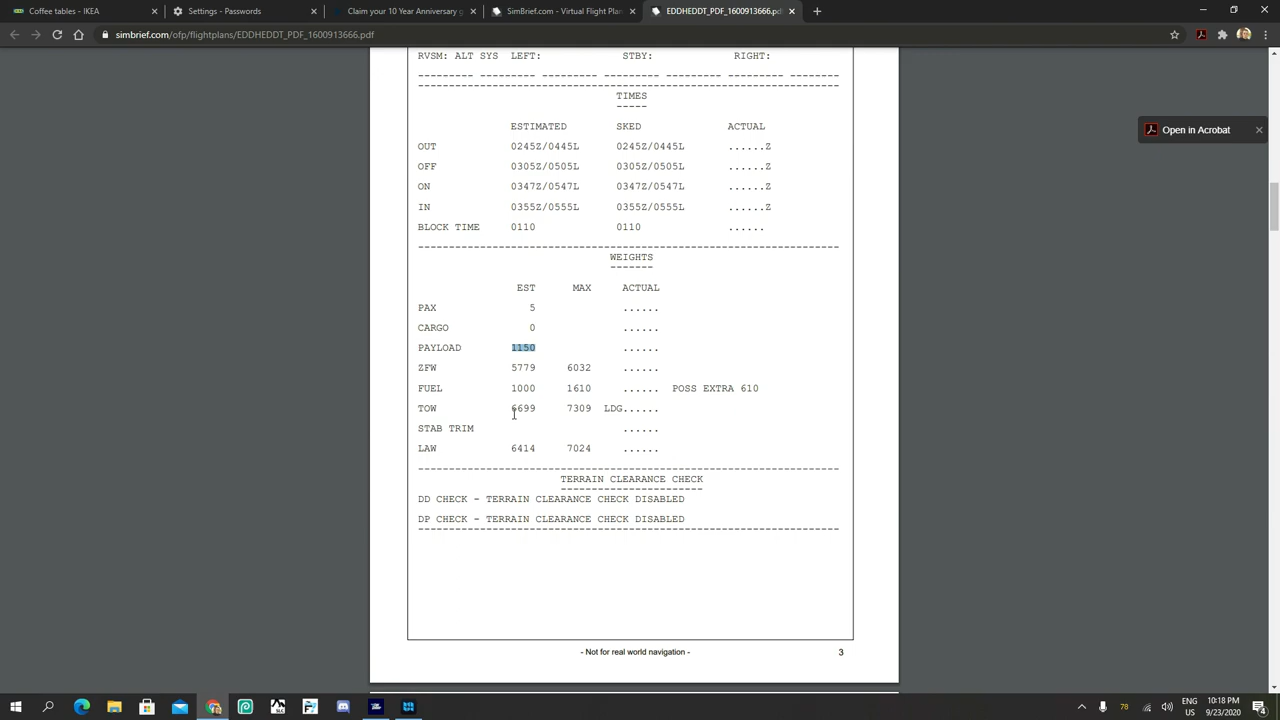 Coffee tables - IKEA
Settings - Passwords
Claim your 10 Year Anniversary g
SimBrief.com - Virtual Flight Plan
EDDHEDDT_PDF_1600913666.pdf
simbrief.com/ofp/flightplans/EDDHEDDT_PDF_1600913666.pdf
RVSM: ALT SYS LEFT: STBY: RIGHT:
TIMES
ESTIMATED SKED ACTUAL
OUT 0245Z/0445L 0245Z/0445L ......Z
OFF 0305Z/0505L 0305Z/0505L ......Z
ON 0347Z/0547L 0347Z/0547L ......Z
IN 0355Z/0555L 0355Z/0555L ......Z
BLOCK TIME 0110 0110 ......
WEIGHTS
EST MAX ACTUAL
PAX 5 ......
CARGO 0 ......
PAYLOAD 1150 ......
ZFW 5779 6032 ......
FUEL 1000 1610 ...... POSS EXTRA 610
TOW 6699 7309 LDG......
STAB TRIM ......
LAW 6414 7024 ......
TERRAIN CLEARANCE CHECK
DD CHECK - TERRAIN CLEARANCE CHECK DISABLED
DP CHECK - TERRAIN CLEARANCE CHECK DISABLED
- Not for real world navigation - 3
Open in Acrobat
78
ENG
US
10:18 PM
9/23/2020